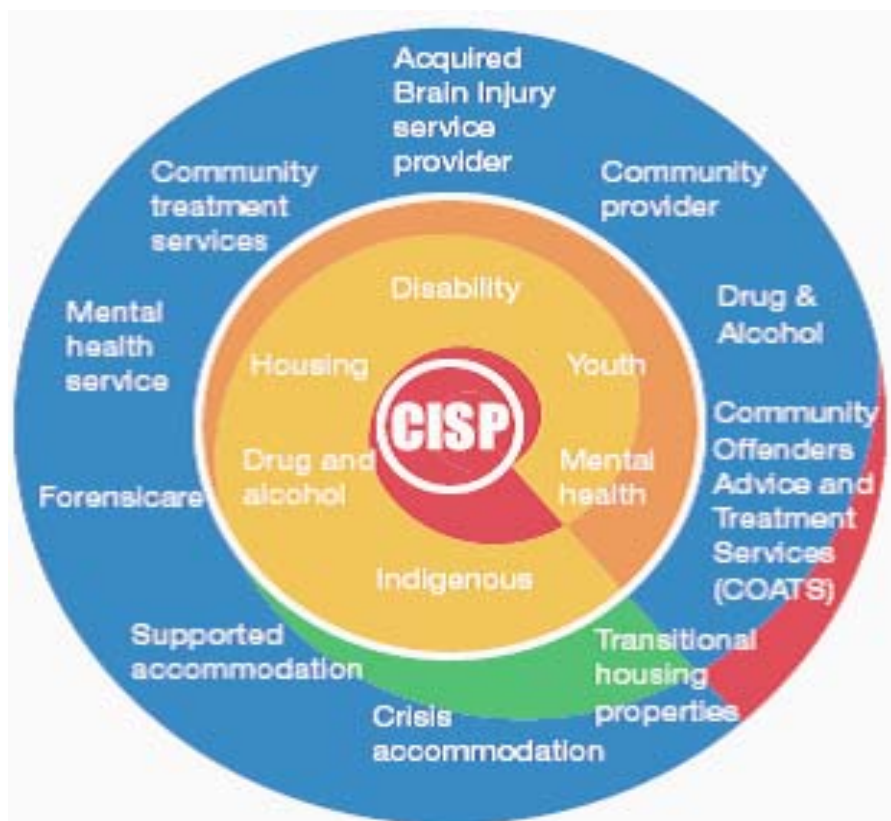 Acquired
Brain Injury
service
provider
Community
treatment
services
Community
provider
Mental
health
service
Drug &
Alcohol
Disability
Housing
Youth
CISP
Drug and
alcohol
Mental
health
Indigenous
Forensicare
Community
Offenders
Advice and
Treatment
Services
(COATS)
Supported
accommodation
Crisis
accommodation
Transitional
housing
properties